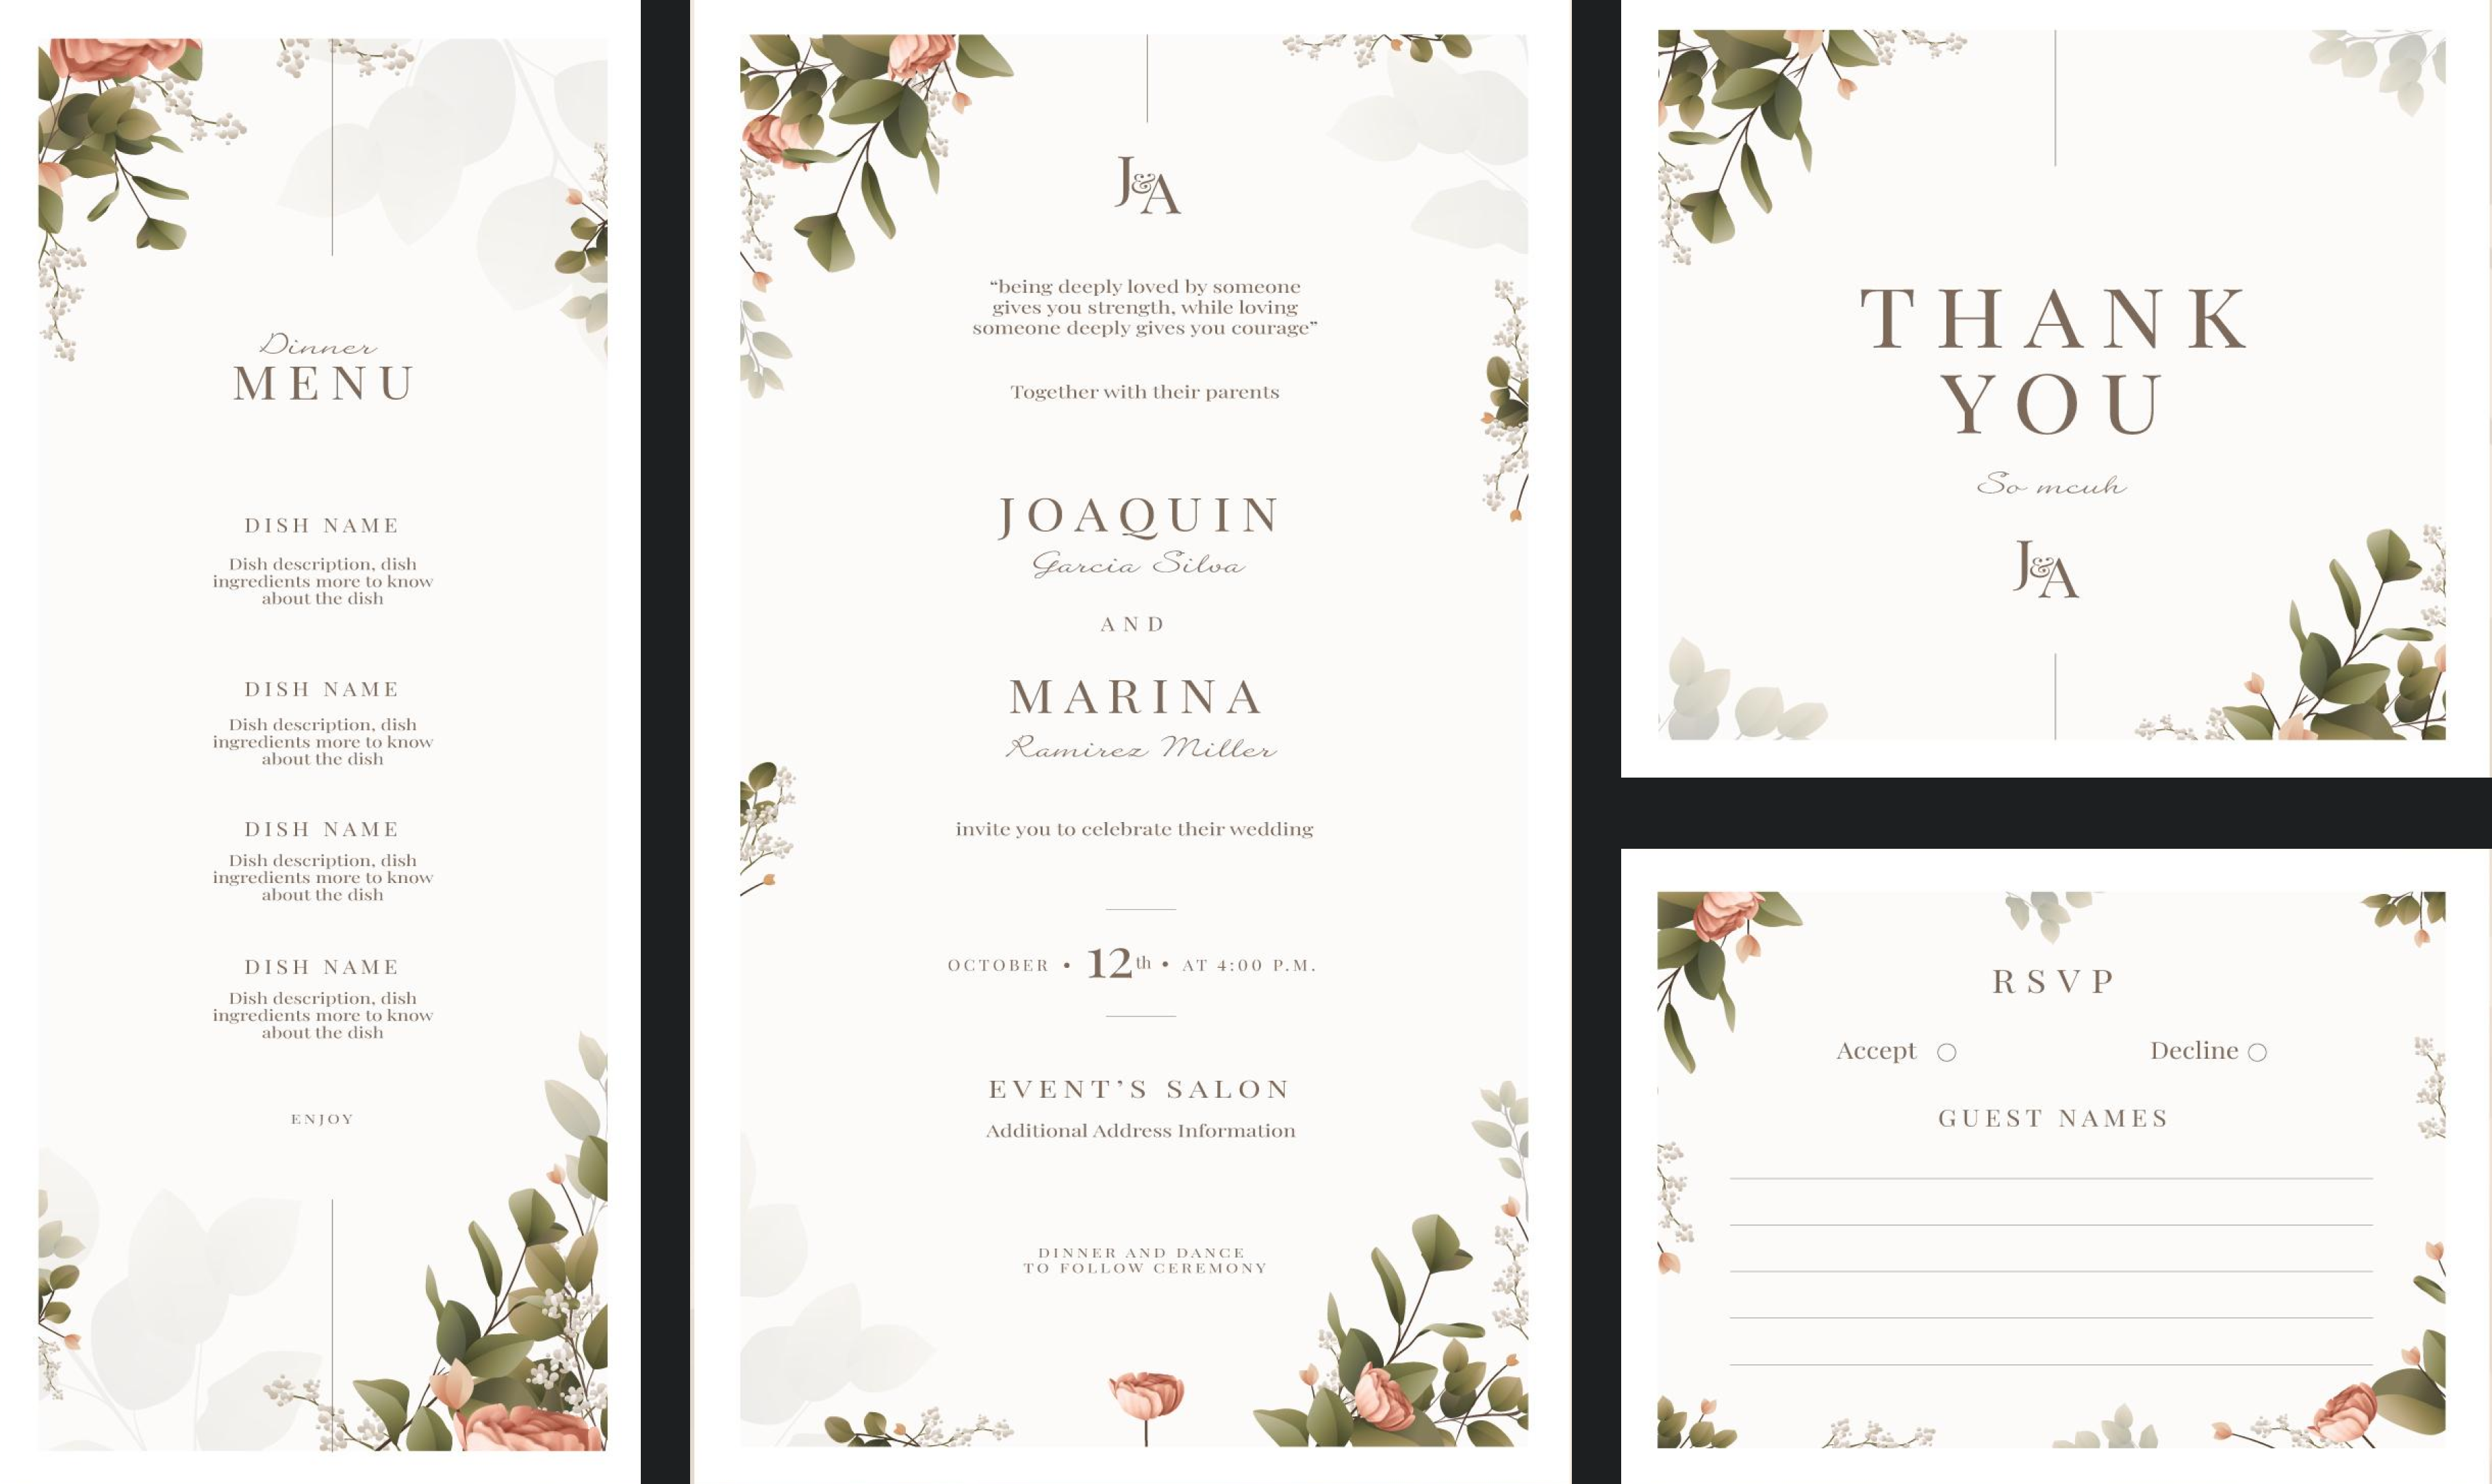 Dinner
MENU
DISH NAME
Dish description, dish
ingredients more to know
about the dish
DISH NAME
Dish description, dish
ingredients more to know
about the dish
DISH NAME
Dish description, dish
ingredients more to know
about the dish
DISH NAME
Dish description, dish
ingredients more to know
about the dish
ENJOY
J&A
“being deeply loved by someone
gives you strength, while loving
someone deeply gives you courage”
Together with their parents
JOAQUIN
Garcia Silva
AND
MARINA
Ramirez Miller
invite you to celebrate their wedding
OCTOBER • 12th • AT 4:00 P.M.
EVENT’S SALON
Additional Address Information
DINNER AND DANCE
TO FOLLOW CEREMONY
THANK
YOU
So mcuh
J&A
RSVP
Accept Decline
GUEST NAMES